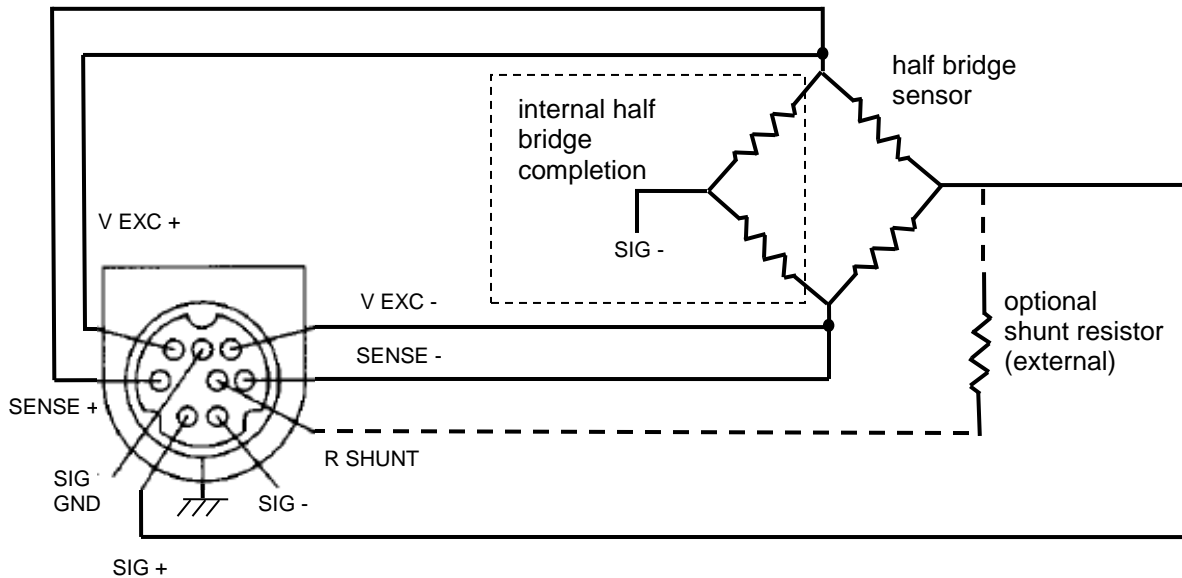 half bridge
sensor
internal half
bridge
completion
V EXC +
SIG -
V EXC -
optional
shunt resistor
(external)
SENSE -
SENSE +
R SHUNT
SIG
GND
SIG -
SIG +